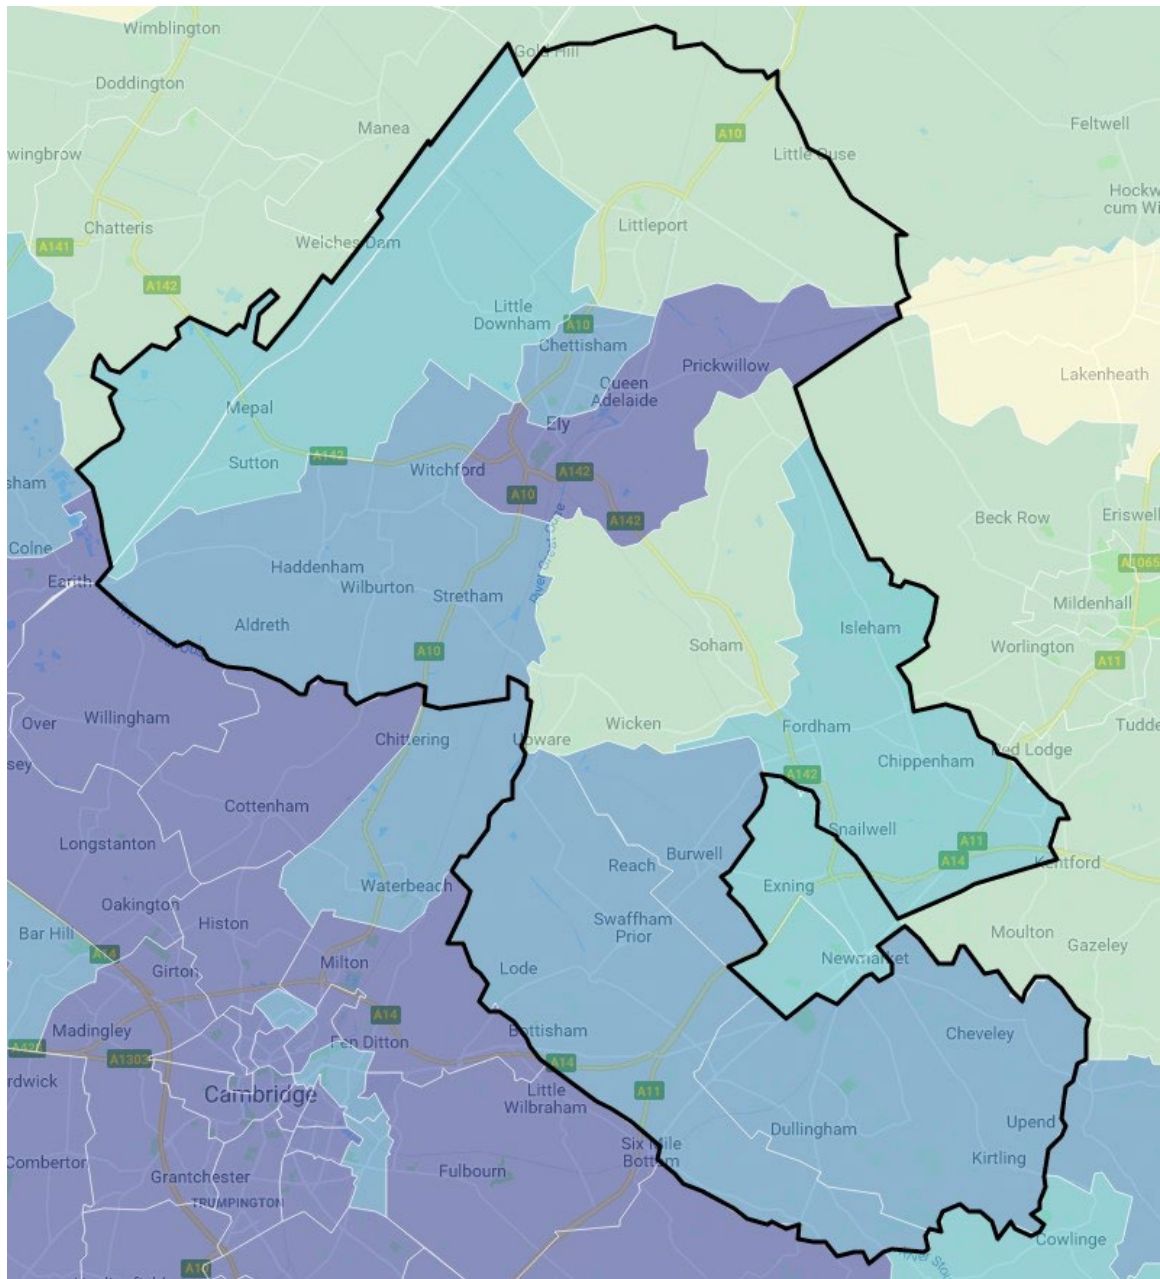 Wimblington
Gold Hill
Doddington
Manea
A10
Feltwell
wingbrow
Little Ouse
Hockw
cum Wi
Chatteris
Welches Dam
Littleport
A141
A142
Little
Downham
A10
Chettisham
Prickwillow
Lakenheath
Queen
Adelaide
Mepal
Ely
Sutton
A142
Witchford
A142
sham
A10
A142
Beck Row
Eriswell
Colne
Earith
Haddenham
Wilburton
Stretham
A1065
Mildenhall
Aldreth
Isleham
Soham
Worlington
A10
A11
Over
Willingham
Wicken
Fordham
Tudde
Chittering
Upware
Red Lodge
sey
Chippenham
A142
Cottenham
Snailwell
Longstanton
A11
Burwell
A14
Kentford
Reach
Waterbeach
Exning
Oakington
Histon
Swaffham
Prior
Bar Hill
Moulton
Gazeley
A14
Newmarket
Girton
Milton
Lode
A14
Madingley
Bottisham
Cheveley
Fen Ditton
A1303
A14
rdwick
Cambridge
Little
Wilbraham
A11
Upend
Dullingham
Six Mile
Bottom
Combertor
Kirtling
Grantchester
Fulbourn
TRUMPINGTON
Cowlinge
River Stou
A10